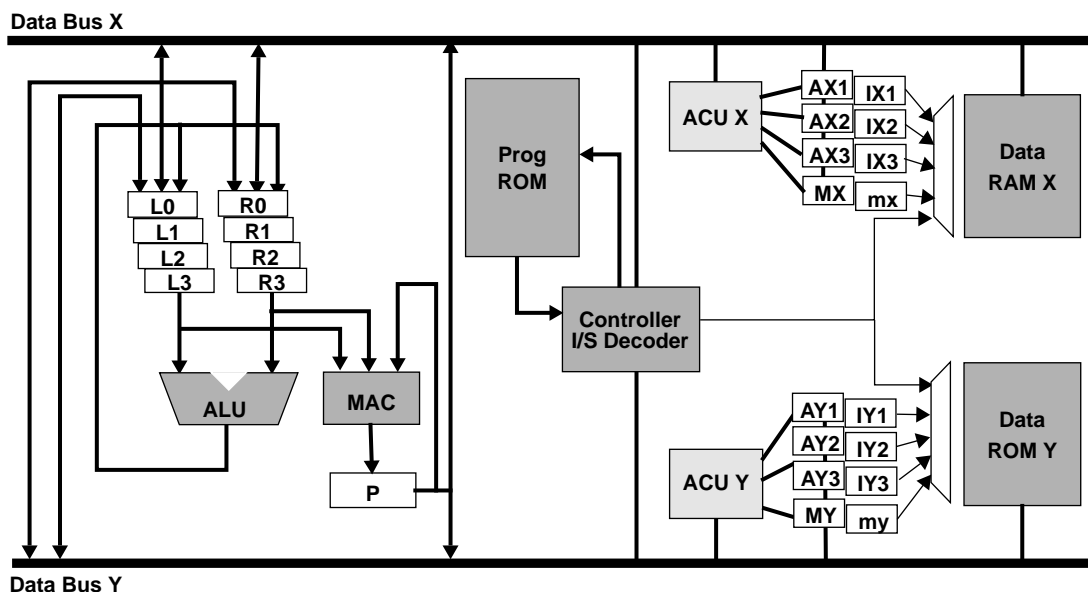 Data Bus X
L0
L1
L2
L3
R0
R1
R2
R3
ALU
MAC
P
Prog
ROM
Controller
I/S Decoder
ACU X
AX1
AX2
AX3
MX
IX1
IX2
IX3
mx
Data
RAM X
ACU Y
AY1
AY2
AY3
MY
IY1
IY2
IY3
my
Data
ROM Y
Data Bus Y